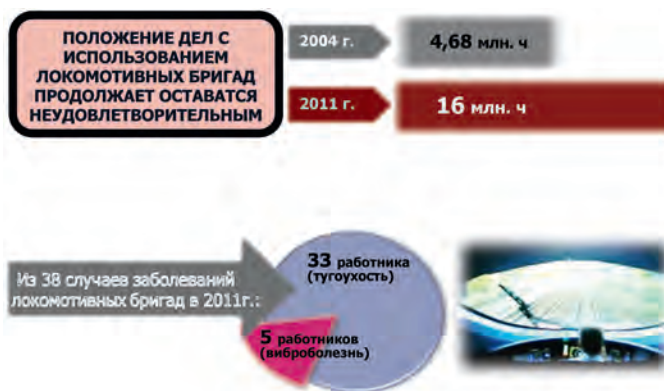 ПОЛОЖЕНИЕ ДЕЛ С
ИСПОЛЬЗОВАНИЕМ
ЛОКОМОТИВНЫХ БРИГАД
ПРОДОЛЖАЕТ ОСТАВАТСЯ
НЕУДОВЛЕТВОРИТЕЛЬНЫМ
2004 г.
4,68 млн. ч
2011 г.
16 млн. ч
Из 38 случаев заболеваний
локомотивных бригад в 2011г.:
33 работника
(тугоухость)
5 работников
(виброболезнь)